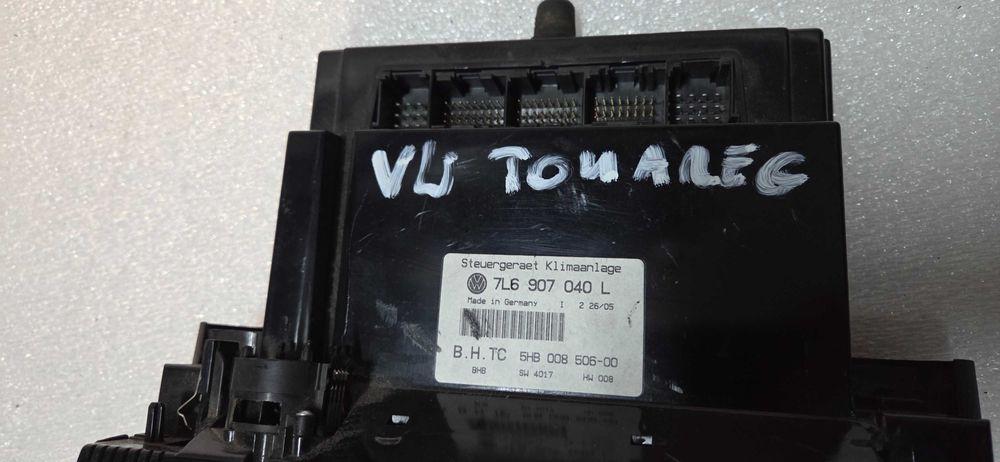 VW TOUAREG
Steuergeraet Klimaanlage
7L6 907 040 L
Made in Germany I 2 26/05
B.H.TC 5HB 008 506-00
BHB SW 4017 HW 008